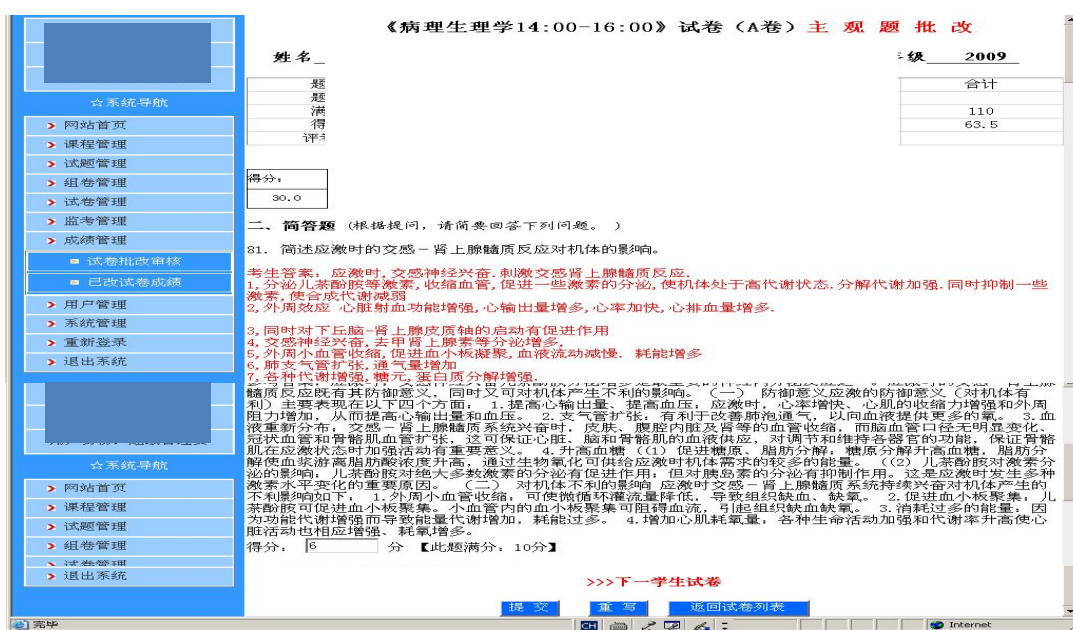 《病理生理学14:00-16:00》试卷（A卷）主 观 题 批 改
姓名
级 2009
题 合计
题
满 110
得 63.5
评
☆系统导航
网站首页
课程管理
试题管理
组卷管理
试卷管理
监考管理
成绩管理
试卷批改审核
已改试卷成绩
用户管理
系统管理
重新登录
退出系统
得分：
30.0
二、简答题（根据提问，请简要回答下列问题。）
81. 简述应激时的交感－肾上腺髓质反应对机体的影响。
考生答案：应激时,交感神经兴奋.刺激交感肾上腺髓质反应.
1,分泌儿茶酚胺等激素,收缩血管,促进一些激素的分泌,使机体处于高代谢状态.分解代谢加强.同时抑制一些
激素,使合成代谢减弱
2,外周效应 心脏射血功能增强,心输出量增多,心率加快,心排血量增多.
3,同时对下丘脑-肾上腺皮质轴的启动有促进作用
4,交感神经兴奋,去甲肾上腺素等分泌增多,
5,外周小血管收缩,促进血小板凝聚,血液流动减慢. 耗能增多
6,肺支气管扩张,通气量增加
7,各种代谢增强,糖元,蛋白质分解增强.
髓质反应既有其防御意义，同时又可对机体产生不利的影响。（一） 防御意义应激的防御意义（对机体有
利）主要表现在以下四个方面： 1.提高心输出量、提高血压：应激时，心率增快、心肌的收缩力增强和外周
阻力增加，从而提高心输出量和血压。 2.支气管扩张：有利于改善肺泡通气，以向血液提供更多的氧。 3.血
液重新分布：交感－肾上腺髓质系统兴奋时，皮肤、腹腔内脏及肾等的血管收缩，而脑血管口径无明显变化、
冠状血管和骨骼肌血管扩张，这可保证心脏、脑和骨骼肌的血液供应，对调节和维持各器官的功能，保证骨骼
肌在应激状态时加强活动有重要意义。 4.升高血糖（(1）促进糖原、脂肪分解：糖原分解升高血糖，脂肪分
解使血浆游离脂肪酸浓度升高，通过生物氧化可供给应激时机体需求的较多的能量。（(2）儿茶酚胺对激素分
泌的影响，儿茶酚胺对绝大多数激素的分泌有促进作用；但对胰岛素的分泌有抑制作用。这是应激时发生多种
激素水平变化的重要原因。（二） 对机体不利的影响 应激时交感－肾上腺髓质系统持续兴奋对机体产生的
不利影响如下： 1.外周小血管收缩：可使微循环灌流量降低，导致组织缺血、缺氧。 2.促进血小板聚集：儿
茶酚胺可促进血小板聚集。小血管内的血小板聚集可阻碍血流，引起组织缺血缺氧。 3.消耗过多的能量：因
为功能代谢增强而导致能量代谢增加，耗能过多。 4.增加心肌耗氧量：各种生命活动加强和代谢率升高使心
脏活动也相应增强、耗氧增多。
得分： 6 分 【此题满分：10分】
☆系统导航
网站首页
课程管理
试题管理
组卷管理
退出系统
>>>下一学生试卷
提 交 重 写 返回试卷列表
完毕 CH Internet